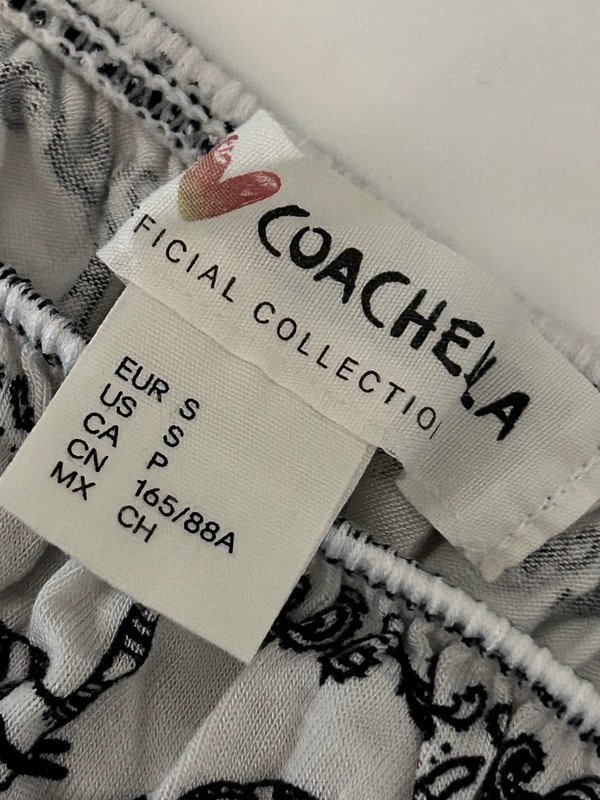 COACHELLA
FICIAL COLLECTIO
EUR S
US S
CA P
CN 165/88A
MX CH